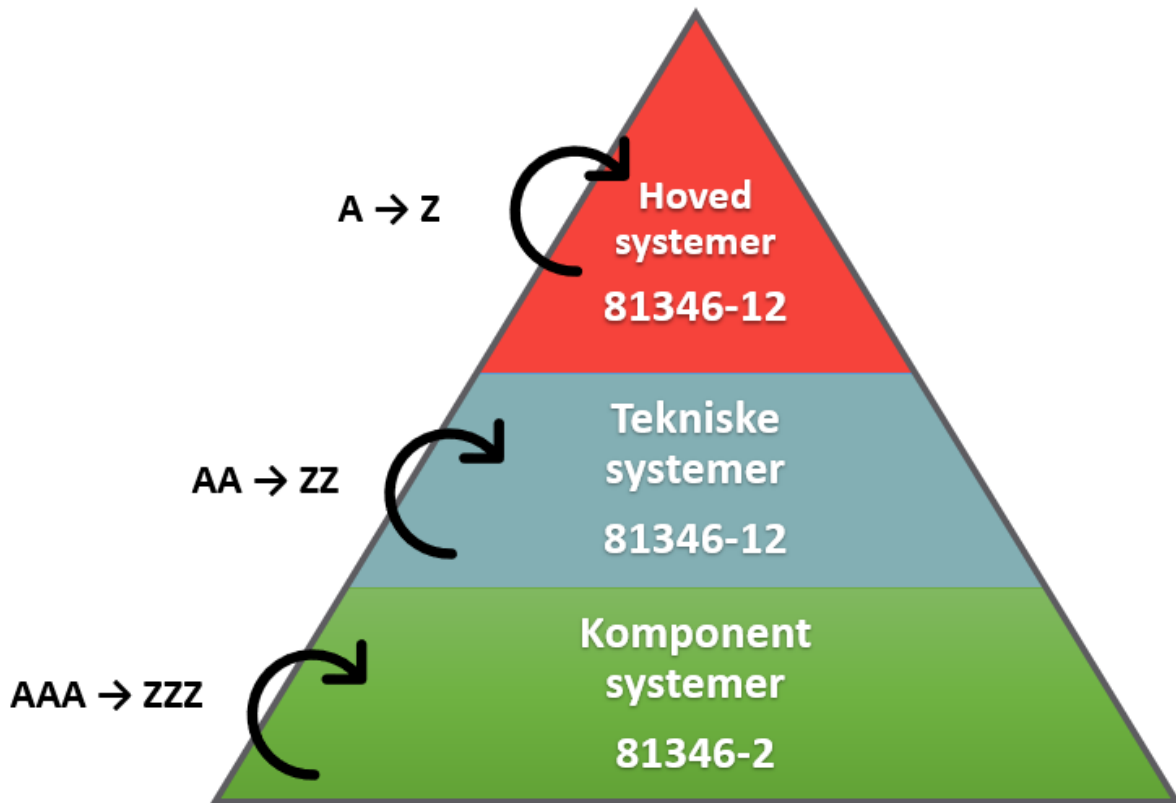 A → Z
Hoved
systemer
81346-12
AA → ZZ
Tekniske
systemer
81346-12
AAA → ZZZ
Komponent
systemer
81346-2